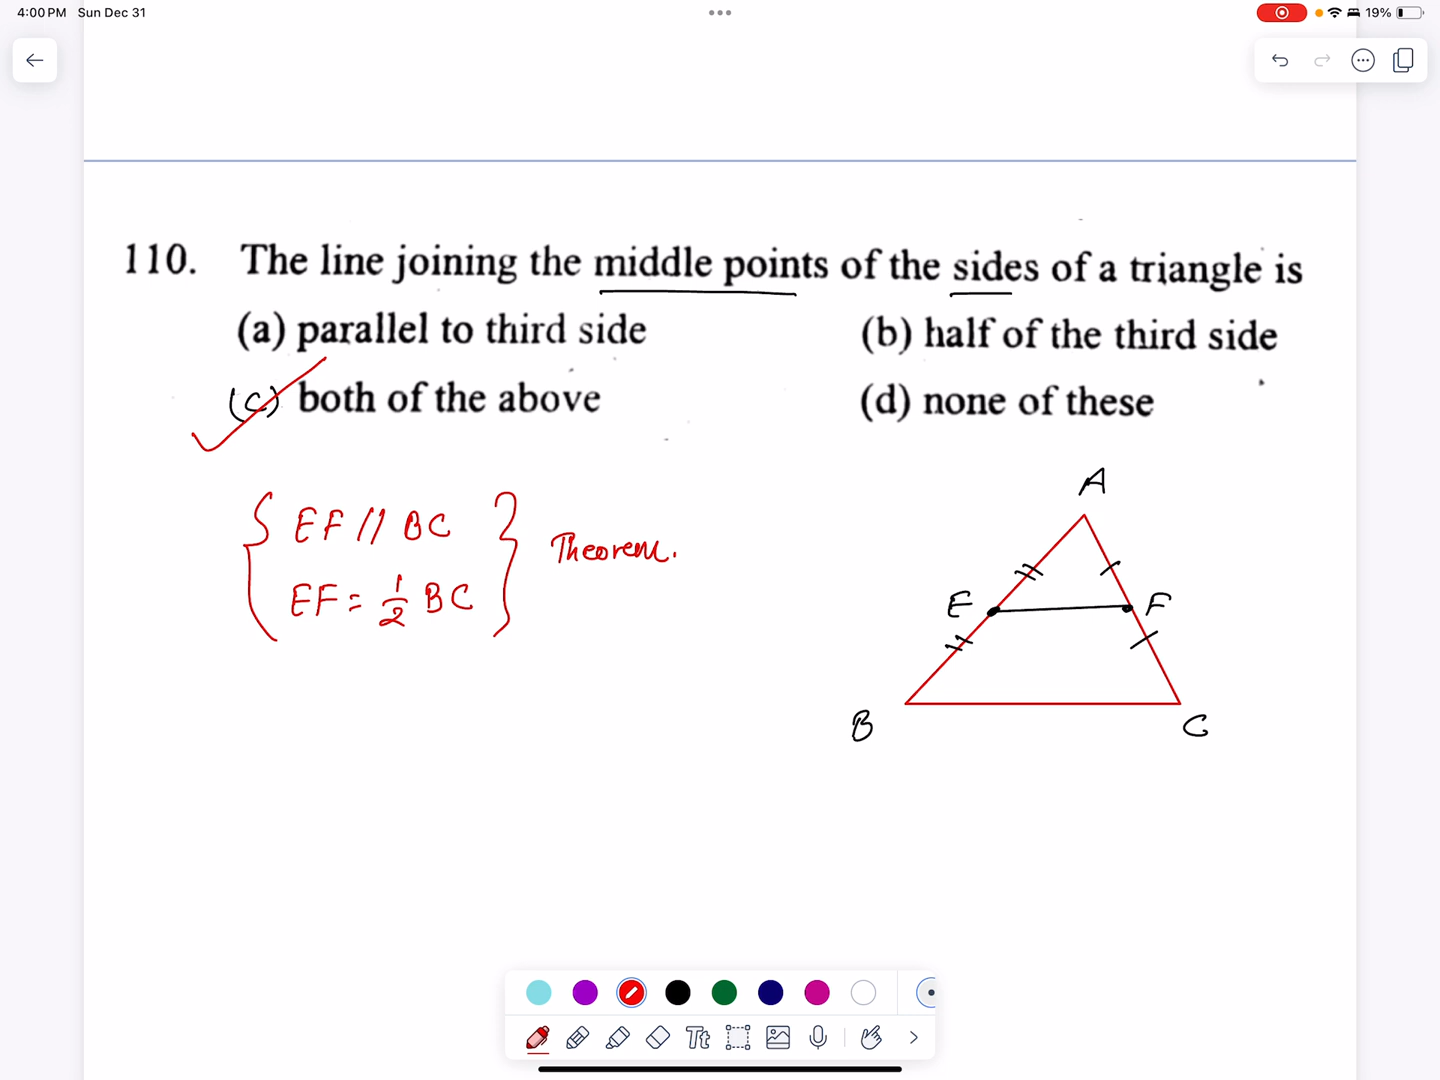 4:00 PM Sun Dec 31
19%
110. The line joining the middle points of the sides of a triangle is
(a) parallel to third side (b) half of the third side
(c) both of the above (d) none of these
EF // BC
EF = 1/2 BC
Theorem.
A
E F
B C
Tt